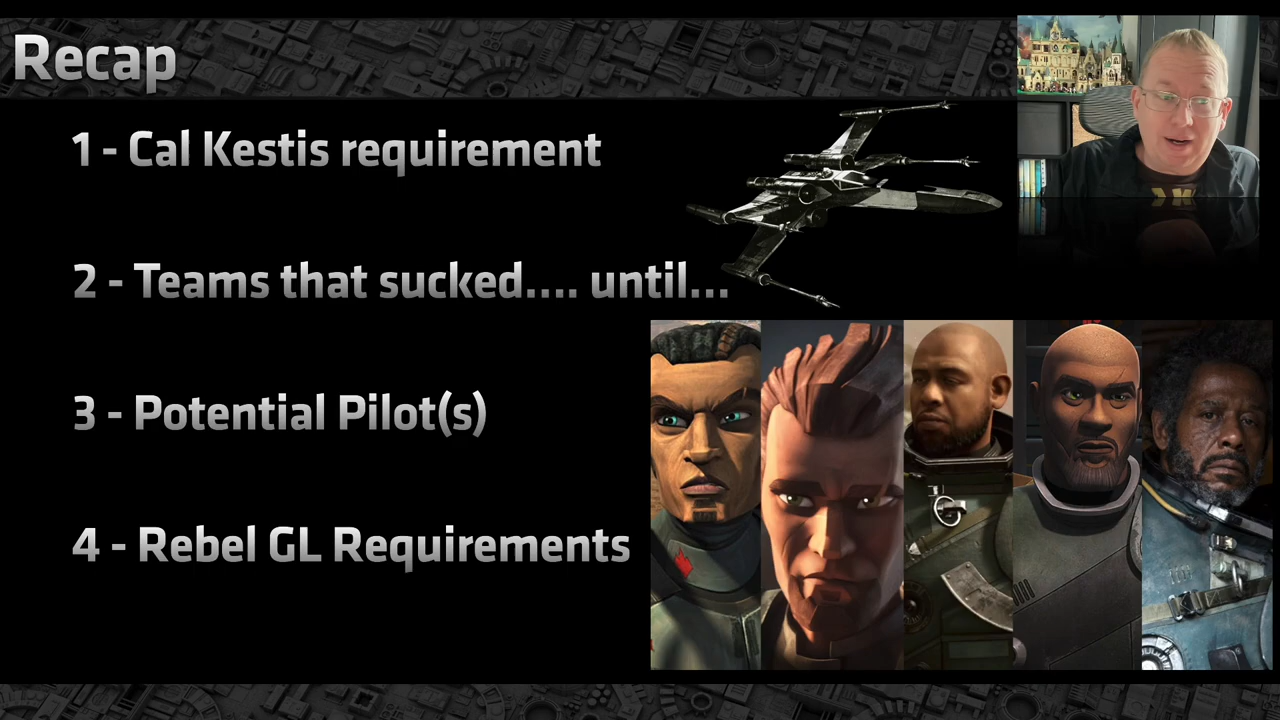 Recap
1 - Cal Kestis requirement
2 - Teams that sucked.... until...
3 - Potential Pilot(s)
4 - Rebel GL Requirements